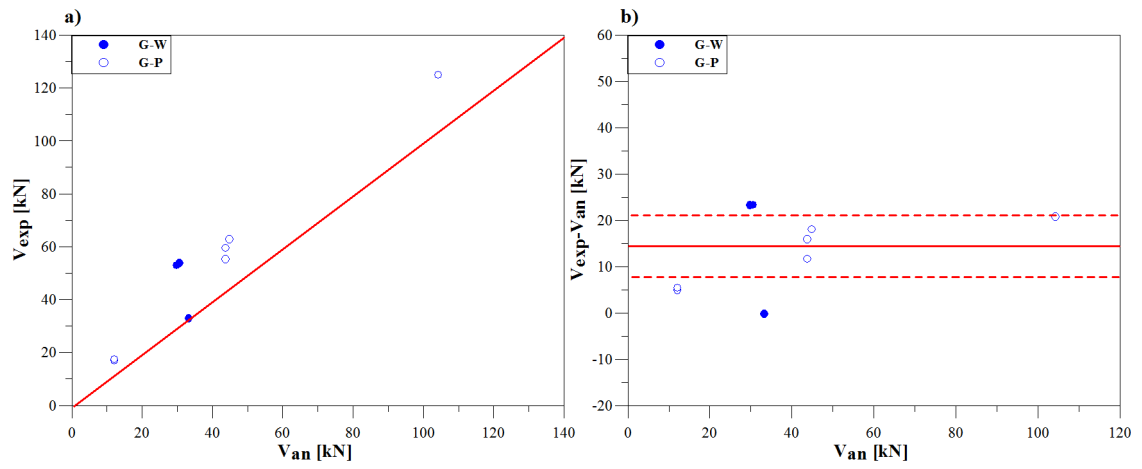 a)
G-W
G-P
140
120
100
80
60
40
20
0
Vexp [kN]
0 20 40 60 80 100 120 140
Van [kN]
b)
G-W
G-P
60
50
40
30
20
10
0
-10
-20
Vexp-Van [kN]
0 20 40 60 80 100 120
Van [kN]